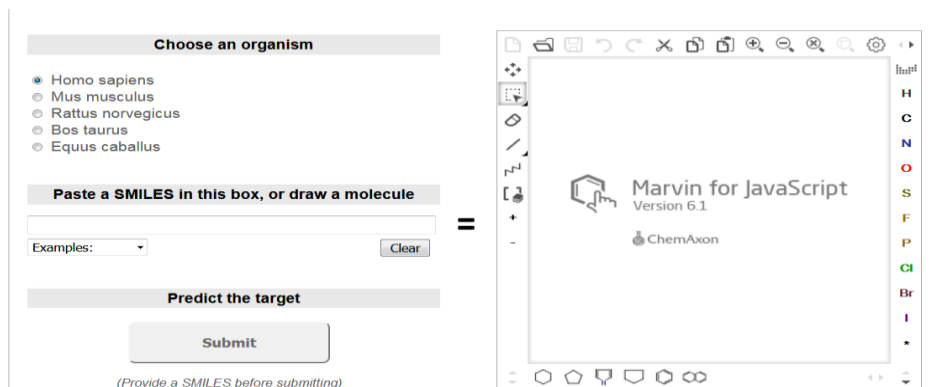 Choose an organism
Homo sapiens
Mus musculus
Rattus norvegicus
Bos taurus
Equus caballus
Paste a SMILES in this box, or draw a molecule
=
Examples:
Clear
Predict the target
Submit
(Provide a SMILES before submitting)
Marvin for JavaScript
Version 6.1
ChemAxon
H
C
N
O
S
F
P
Cl
Br
I
*
+
-
N